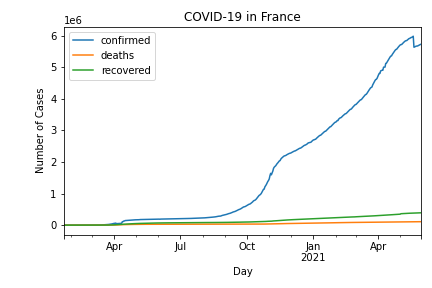 COVID-19 in France
1e6
confirmed
deaths
recovered
6
5
4
3
2
1
0
Number of Cases
Apr
Jul
Oct
Jan
2021
Apr
Day